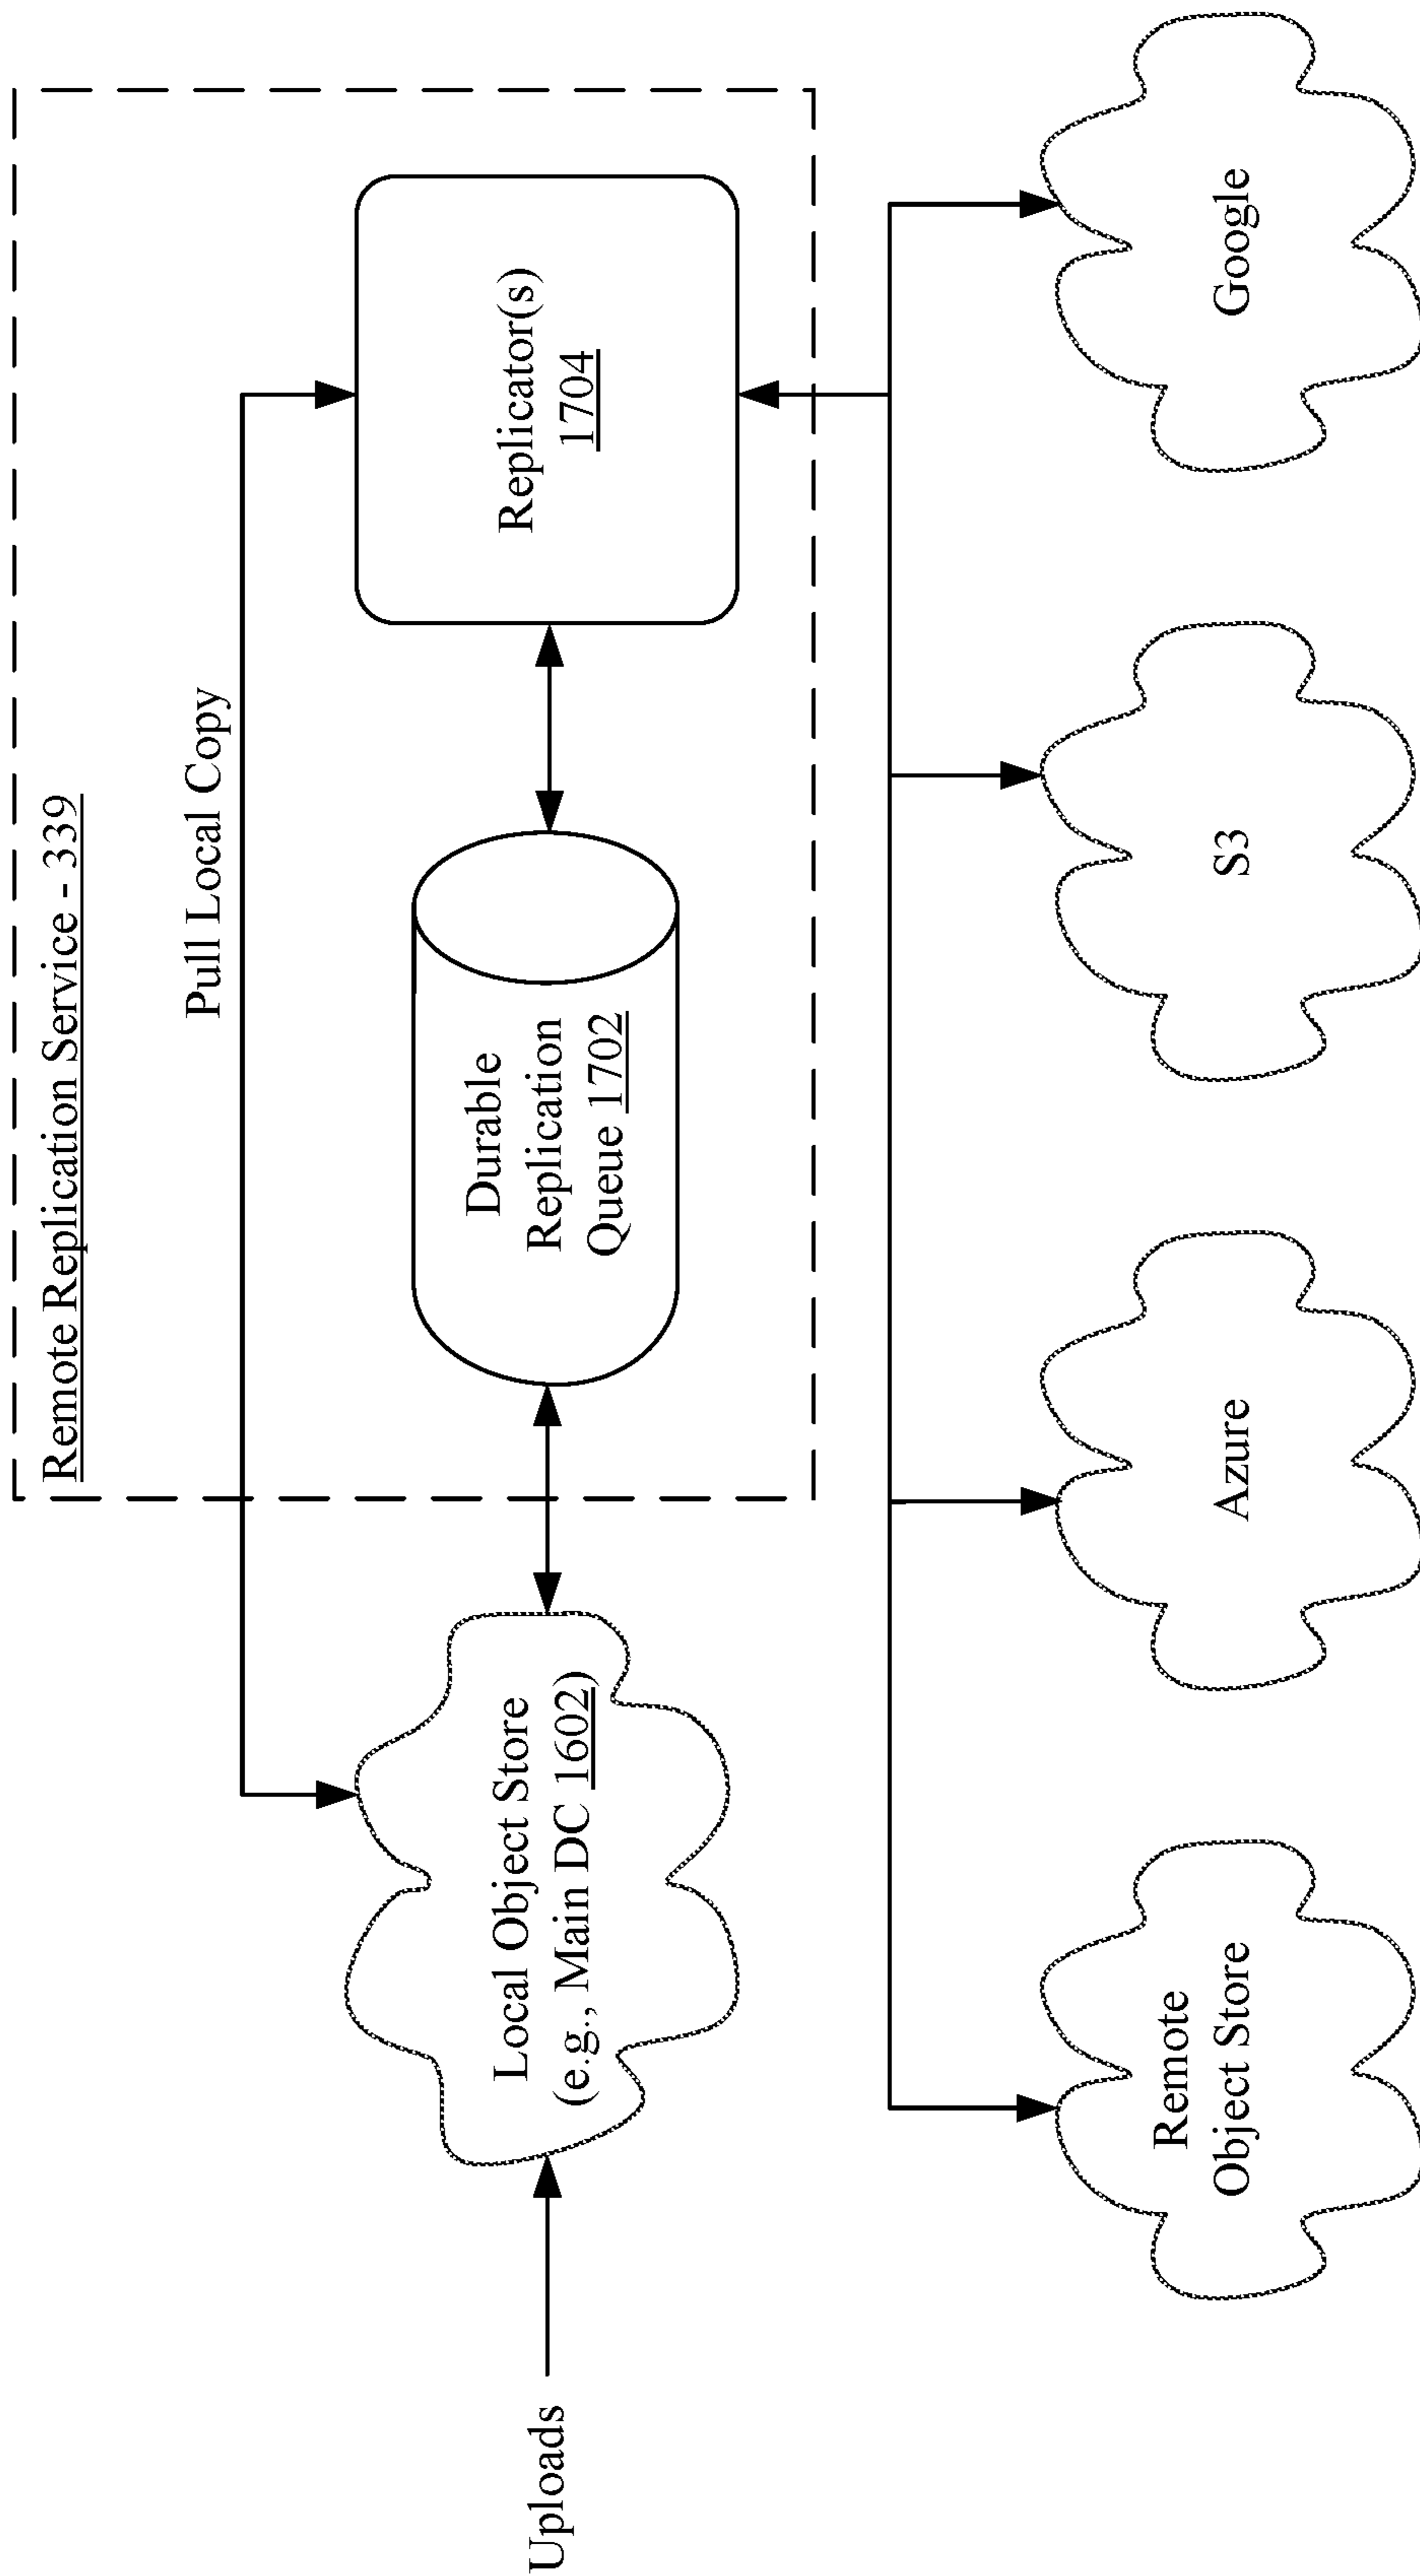 Remote Replication Service - 339
Pull Local Copy
Uploads
Local Object Store
(e.g., Main DC 1602)
Durable
Replication
Queue 1702
Replicator(s)
1704
Remote
Object Store
Azure
S3
Google